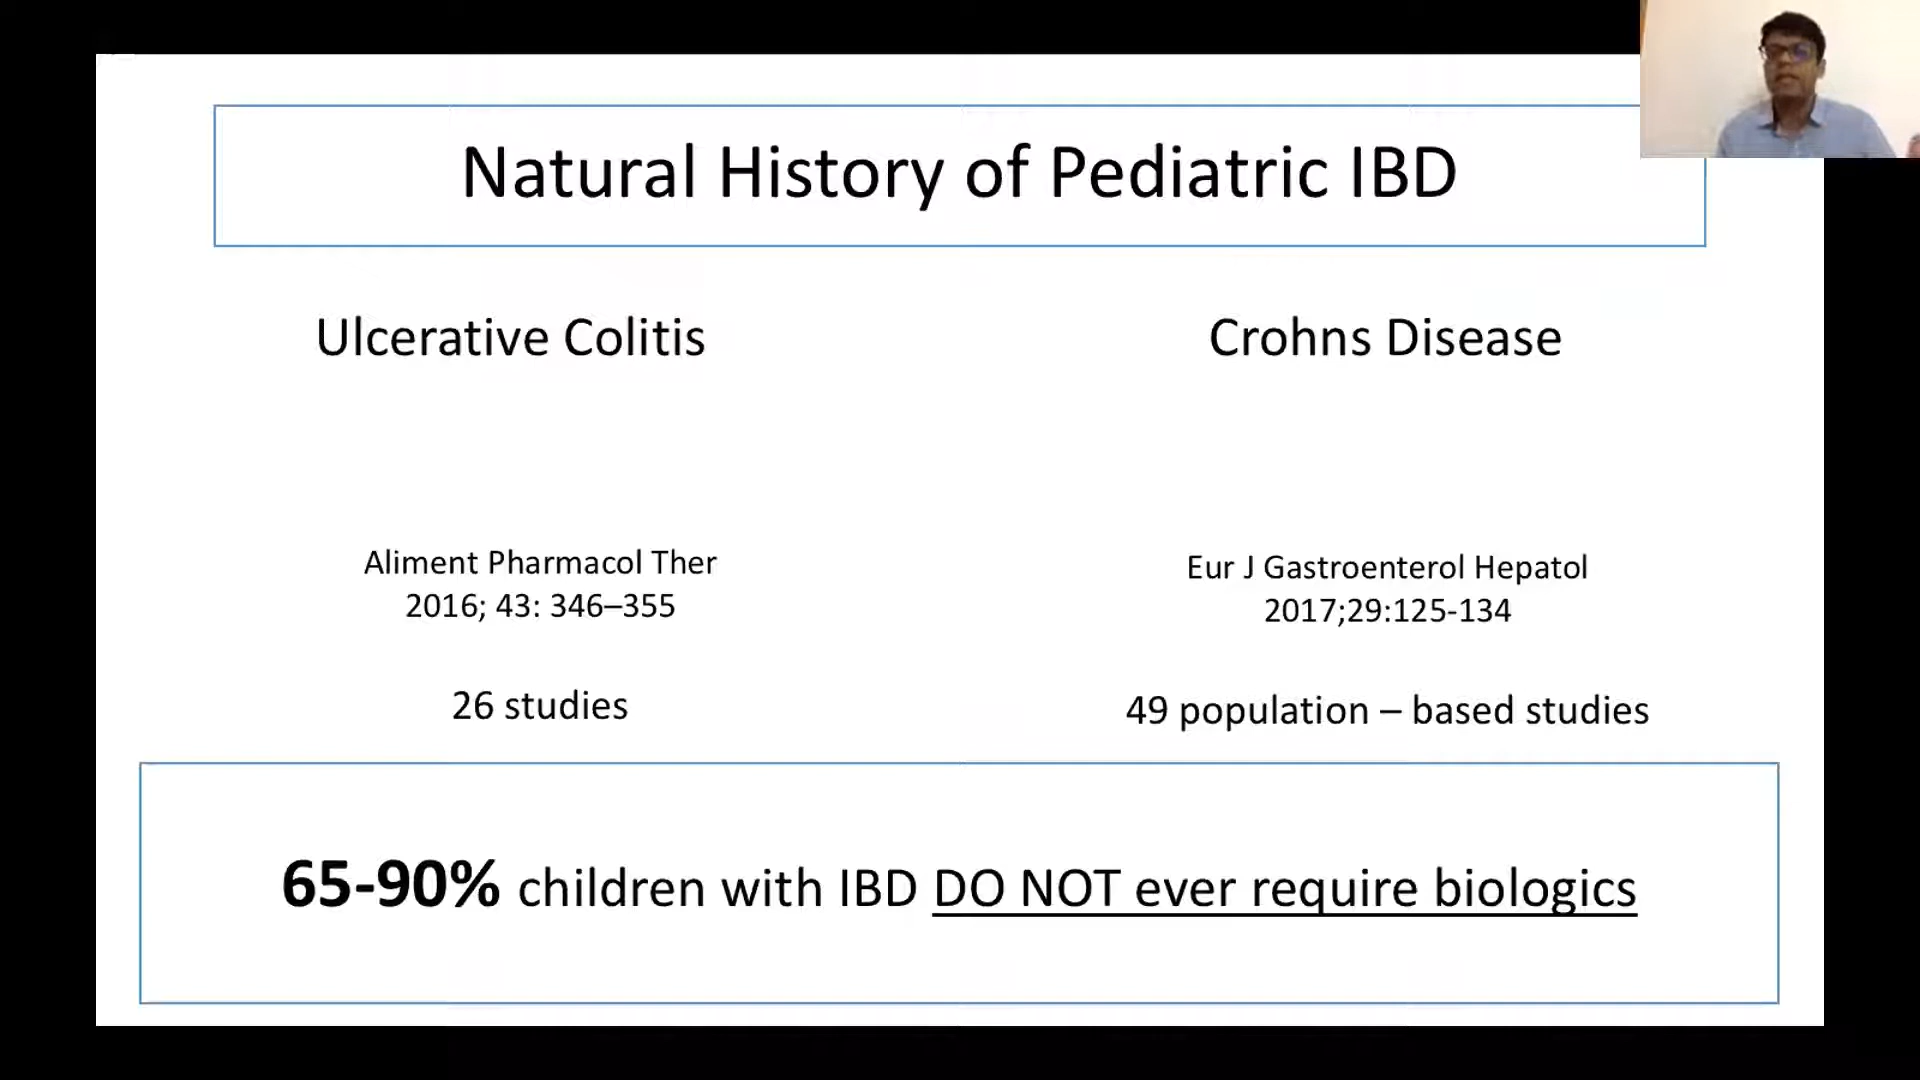 Natural History of Pediatric IBD
Ulcerative Colitis
Aliment Pharmacol Ther
2016; 43: 346–355
26 studies
Crohns Disease
Eur J Gastroenterol Hepatol
2017;29:125-134
49 population – based studies
65-90% children with IBD DO NOT ever require biologics